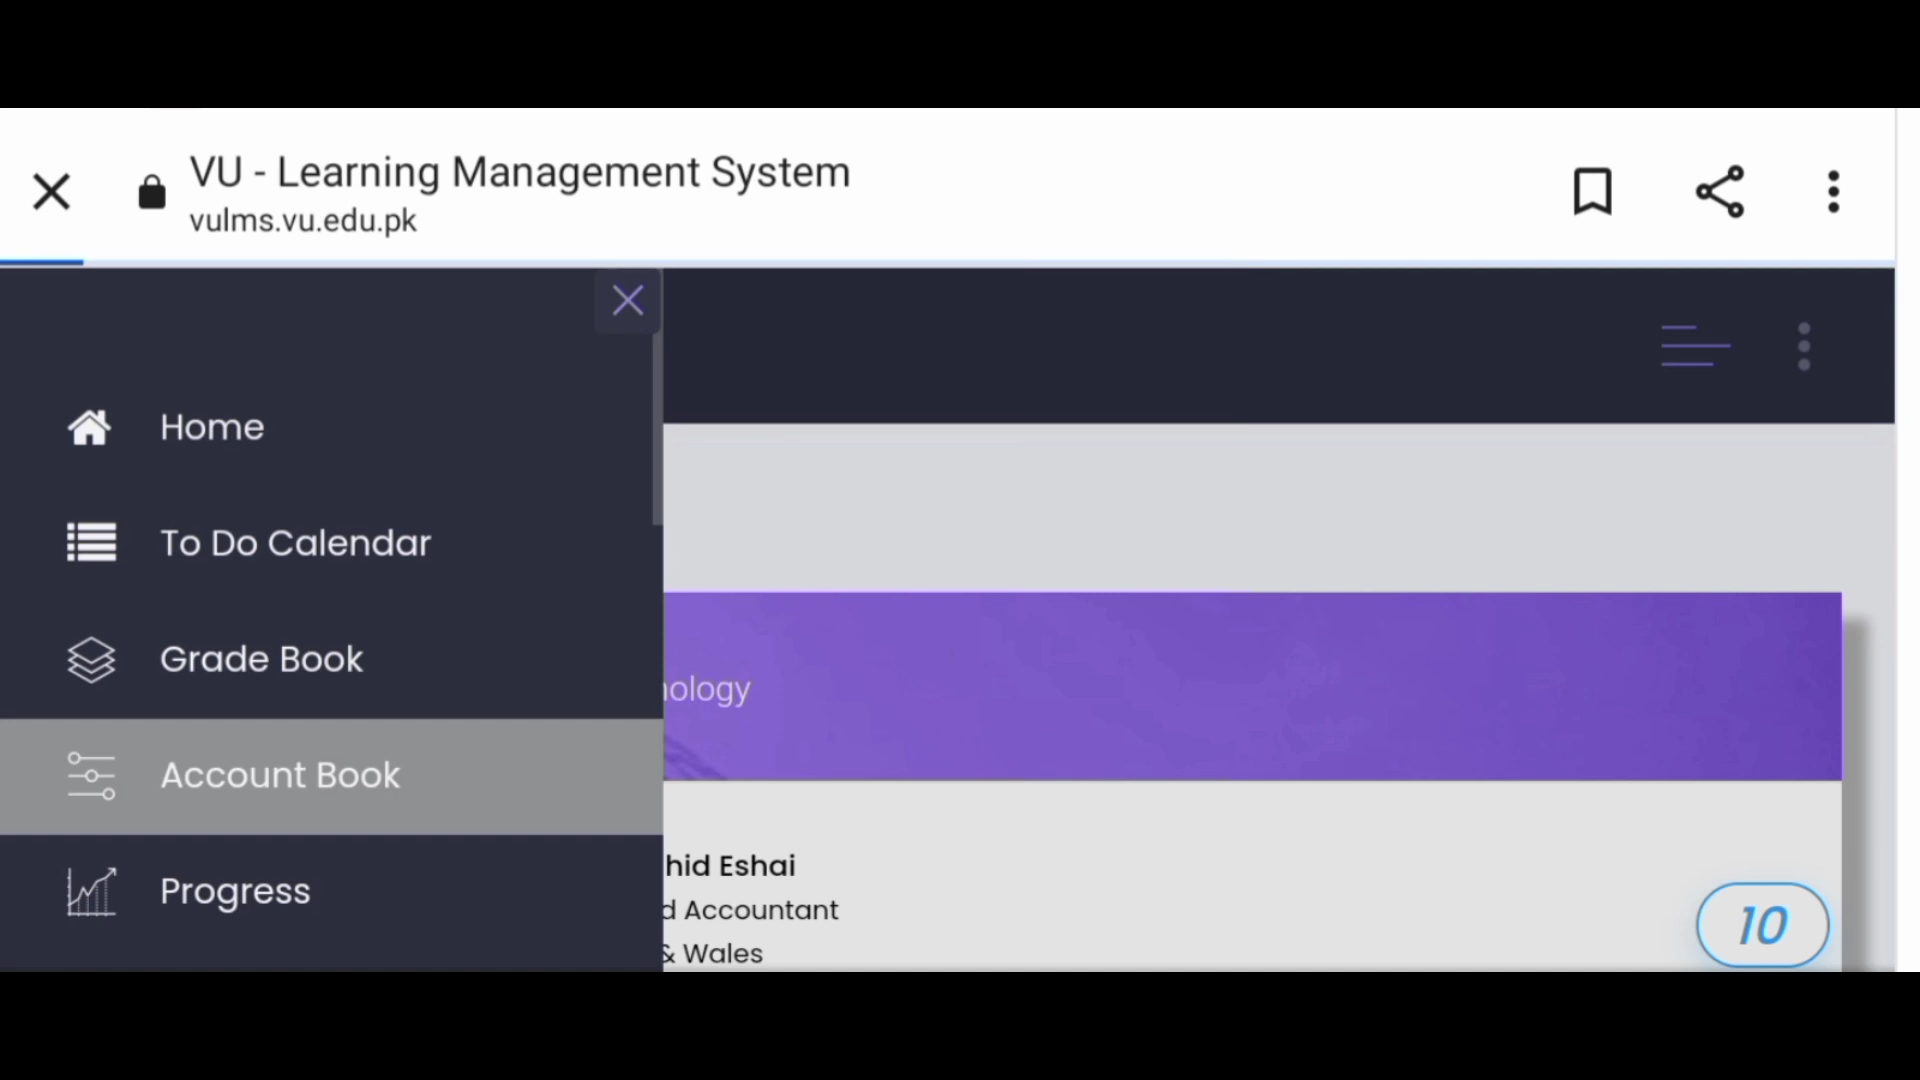 VU - Learning Management System
vulms.vu.edu.pk
Home
To Do Calendar
Grade Book
nology
Account Book
Progress
hid Eshai
d Accountant
& Wales
10